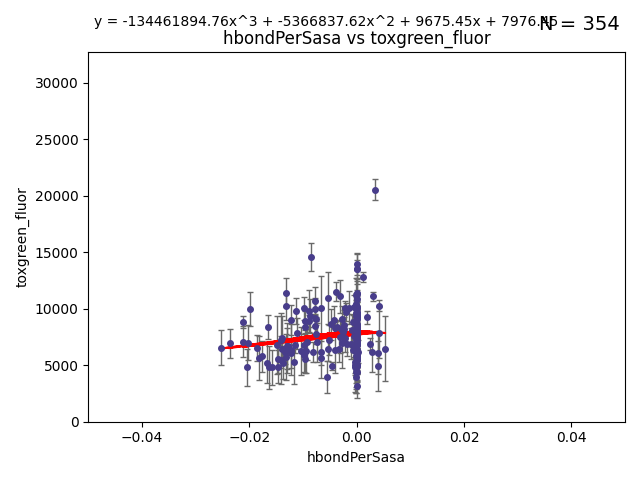 y = -134461894.76x^3 + -5366837.62x^2 + 9675.45x + 7976.
N = 354
hbondPerSasa vs toxgreen_fluor
30000
25000
20000
15000
10000
5000
0
toxgreen_fluor
−0.04
−0.02
0.00
0.02
0.04
hbondPerSasa